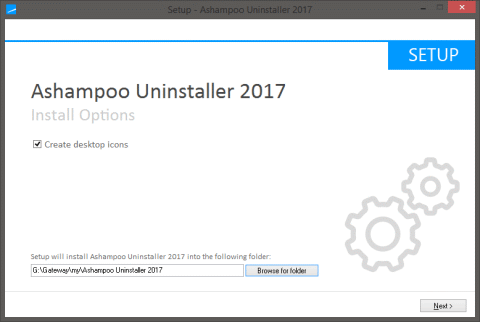 Setup - Ashampoo Uninstaller 2017
SETUP
Ashampoo Uninstaller 2017
Install Options
Create desktop icons
Setup will install Ashampoo Uninstaller 2017 into the following folder:
G:\Gateway\my\Ashampoo Uninstaller 2017
Browse for folder
Next >